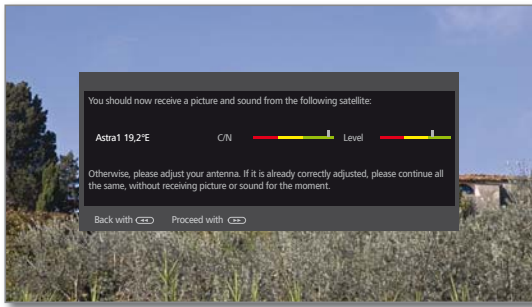 You should now receive a picture and sound from the following satellite:
Astra1 19,2°E C/N Level
Otherwise, please adjust your antenna. If it is already correctly adjusted, please continue all
the same, without receiving picture or sound for the moment.
Back with ◄◄ Proceed with ►►